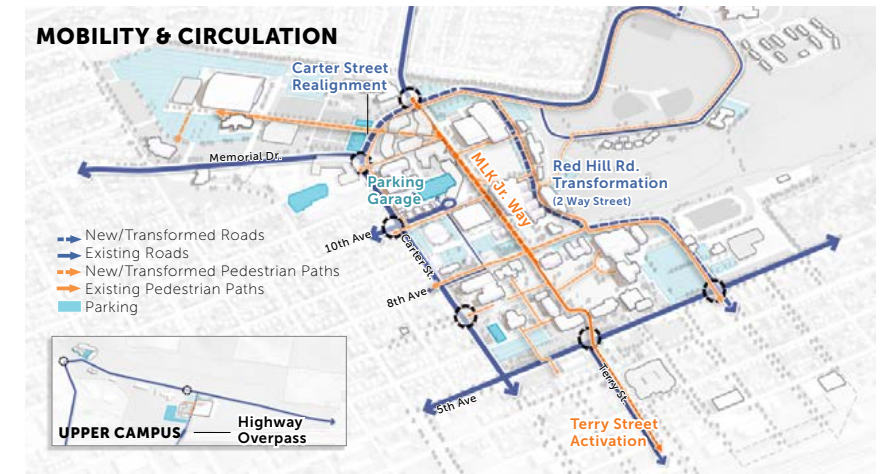 MOBILITY & CIRCULATION
Carter Street
Realignment
Memorial Dr.
MLK Jr. Way
Red Hill Rd.
Transformation
(2 Way Street)
Parking
Garage
New/Transformed Roads
Existing Roads
New/Transformed Pedestrian Paths
Existing Pedestrian Paths
Parking
10th Ave
Carter St.
8th Ave
5th Ave
Terry St.
Terry Street
Activation
UPPER CAMPUS
Highway
Overpass